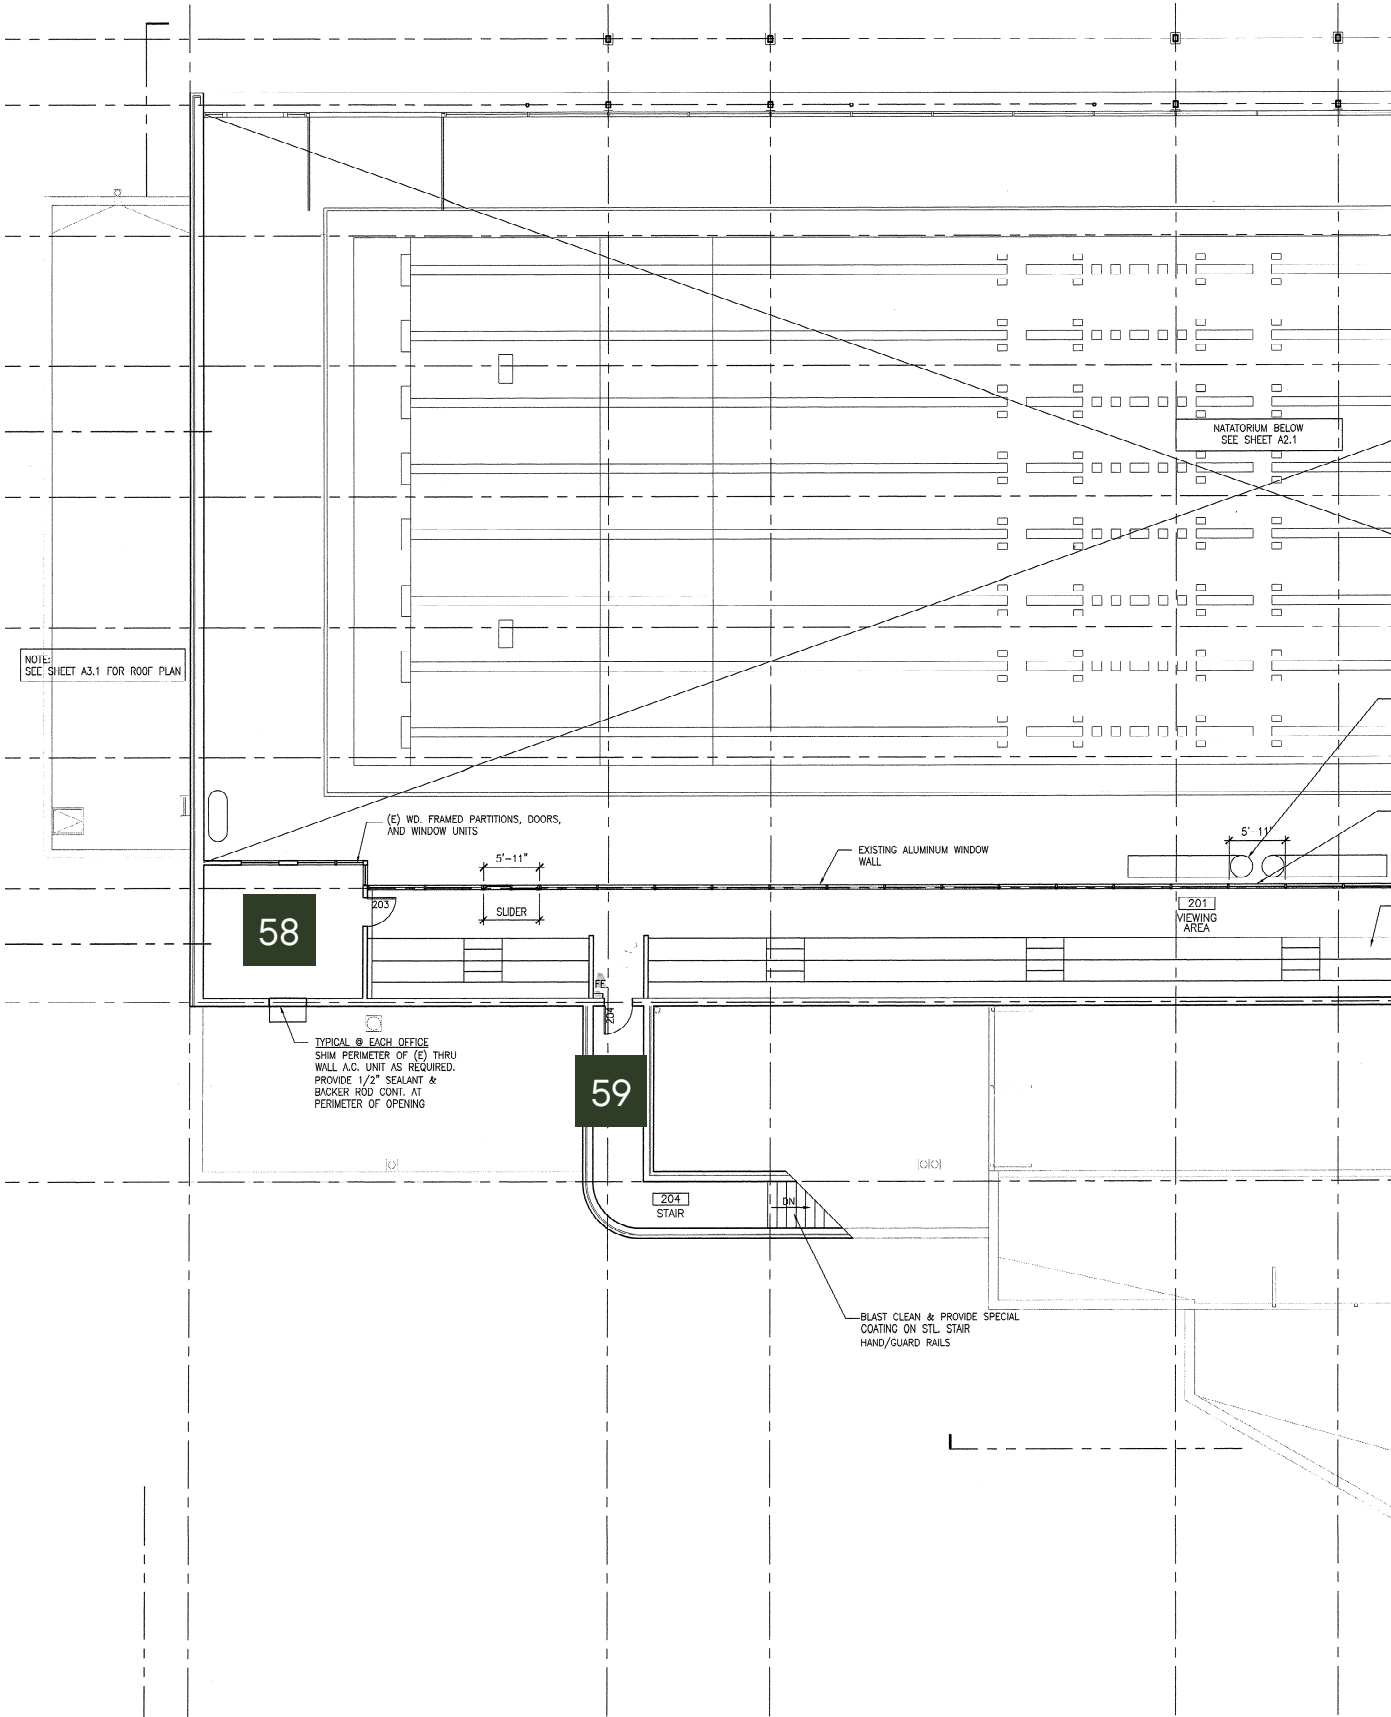 NATATORIUM BELOW
SEE SHEET A2.1
NOTE:
SEE SHEET A3.1 FOR ROOF PLAN
(E) WD. FRAMED PARTITIONS, DOORS,
AND WINDOW UNITS
5'-11"
SLIDER
EXISTING ALUMINUM WINDOW
WALL
5'-11"
201
VIEWING
AREA
203
58
FE
204
TYPICAL @ EACH OFFICE
SHIM PERIMETER OF (E) THRU
WALL A.C. UNIT AS REQUIRED.
PROVIDE 1/2" SEALANT &
BACKER ROD CONT. AT
PERIMETER OF OPENING
59
204
STAIR
DN
BLAST CLEAN & PROVIDE SPECIAL
COATING ON STL. STAIR
HAND/GUARD RAILS